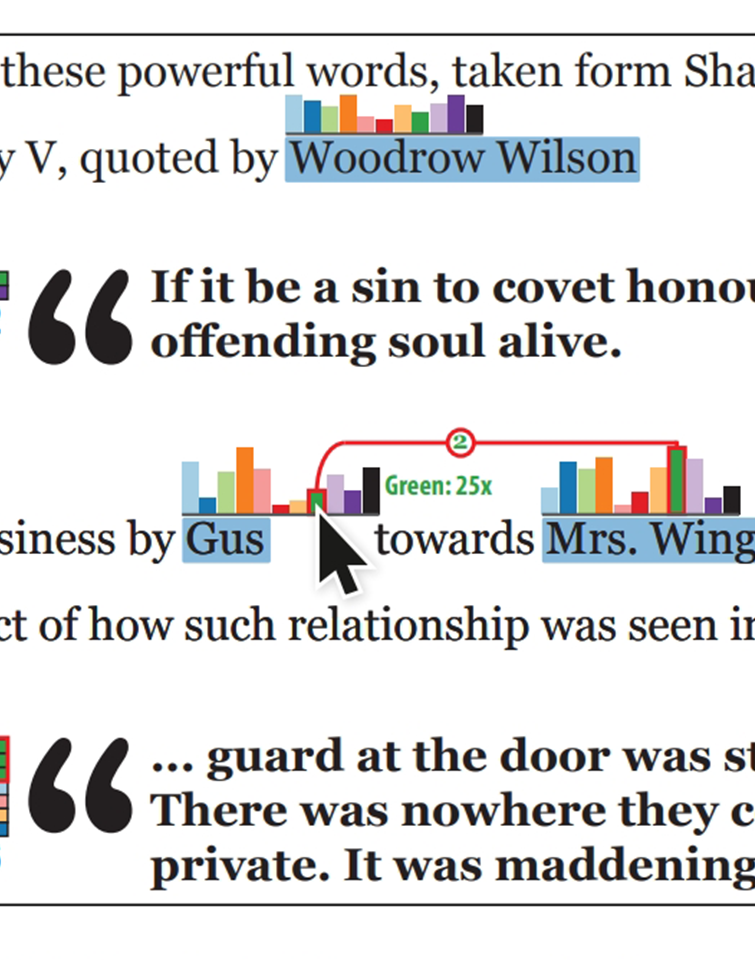 these powerful words, taken form Sha
y V, quoted by Woodrow Wilson
“ If it be a sin to covet honou
offending soul alive.
2
Green: 25x
siness by Gus towards Mrs. Wing
ct of how such relationship was seen in
“ ... guard at the door was st
There was nowhere they c
private. It was maddening